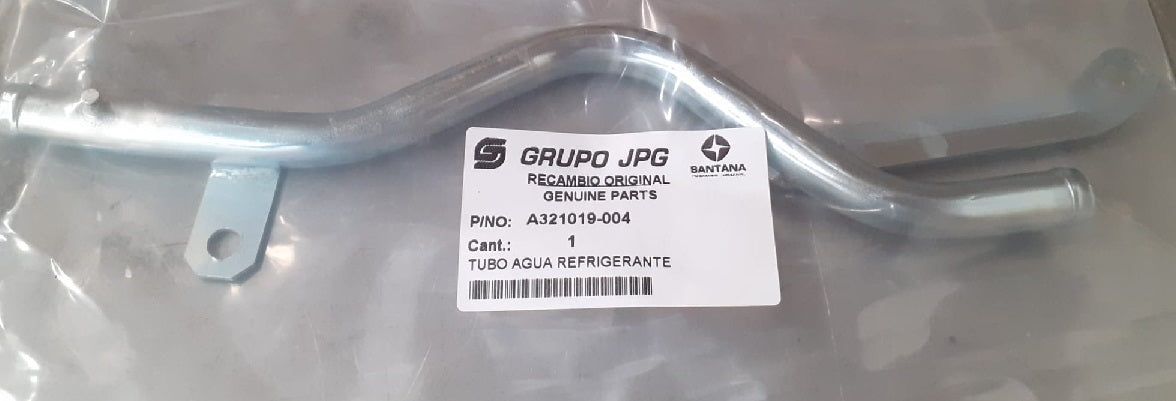 GRUPO JPG
SANTANA
RECAMBIO ORIGINAL
GENUINE PARTS
P/NO: A321019-004
Cant.: 1
TUBO AGUA REFRIGERANTE